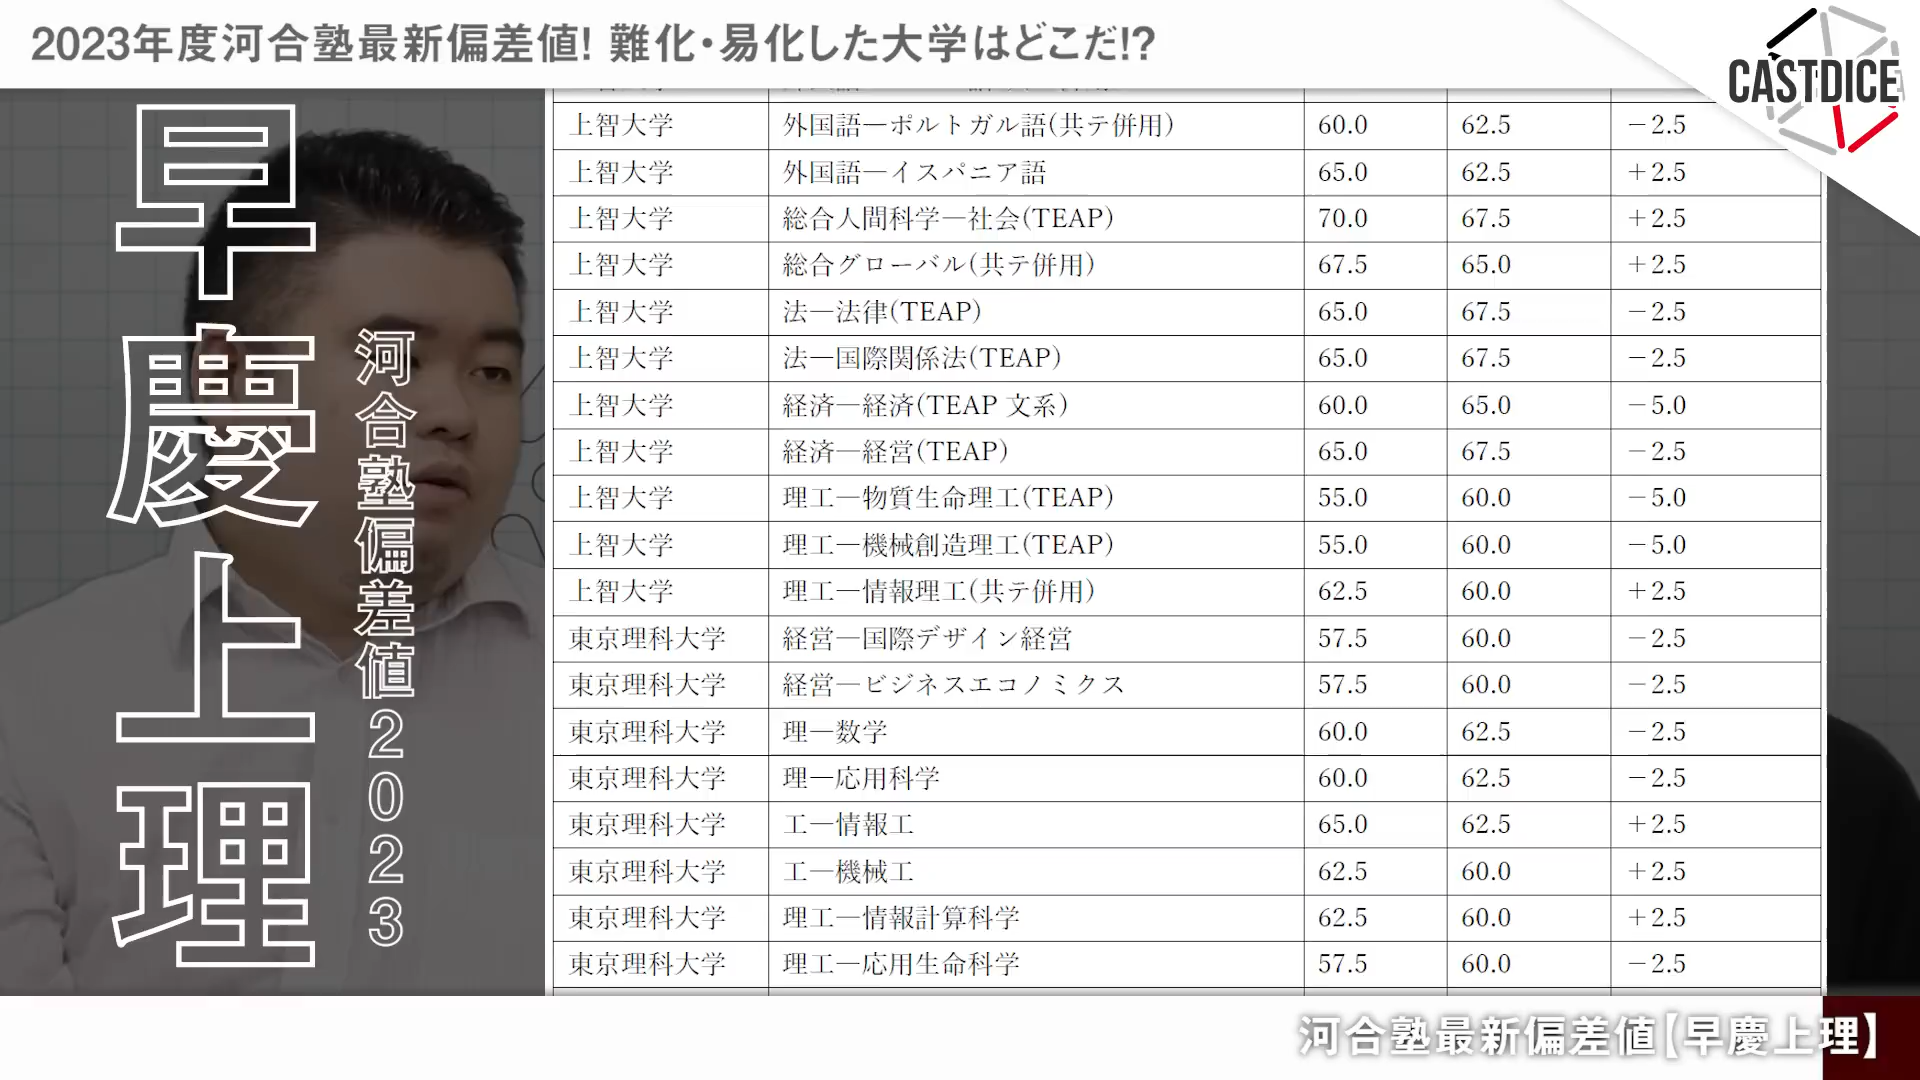 2023年度河合塾最新偏差値! 難化・易化した大学はどこだ!?
CASTDICE
早慶上理
河合塾偏差値2023
上智大学 外国語―ポルトガル語(共テ併用) 60.0 62.5 －2.5
上智大学 外国語―イスパニア語 65.0 62.5 ＋2.5
上智大学 総合人間科学―社会(TEAP) 70.0 67.5 ＋2.5
上智大学 総合グローバル(共テ併用) 67.5 65.0 ＋2.5
上智大学 法―法律(TEAP) 65.0 67.5 －2.5
上智大学 法―国際関係法(TEAP) 65.0 67.5 －2.5
上智大学 経済―経済(TEAP 文系) 60.0 65.0 －5.0
上智大学 経済―経営(TEAP) 65.0 67.5 －2.5
上智大学 理工―物質生命理工(TEAP) 55.0 60.0 －5.0
上智大学 理工―機械創造理工(TEAP) 55.0 60.0 －5.0
上智大学 理工―情報理工(共テ併用) 62.5 60.0 ＋2.5
東京理科大学 経営―国際デザイン経営 57.5 60.0 －2.5
東京理科大学 経営―ビジネスエコノミクス 57.5 60.0 －2.5
東京理科大学 理―数学 60.0 62.5 －2.5
東京理科大学 理―応用科学 60.0 62.5 －2.5
東京理科大学 工―情報工 65.0 62.5 ＋2.5
東京理科大学 工―機械工 62.5 60.0 ＋2.5
東京理科大学 理工―情報計算科学 62.5 60.0 ＋2.5
東京理科大学 理工―応用生命科学 57.5 60.0 －2.5
河合塾最新偏差値【早慶上理】